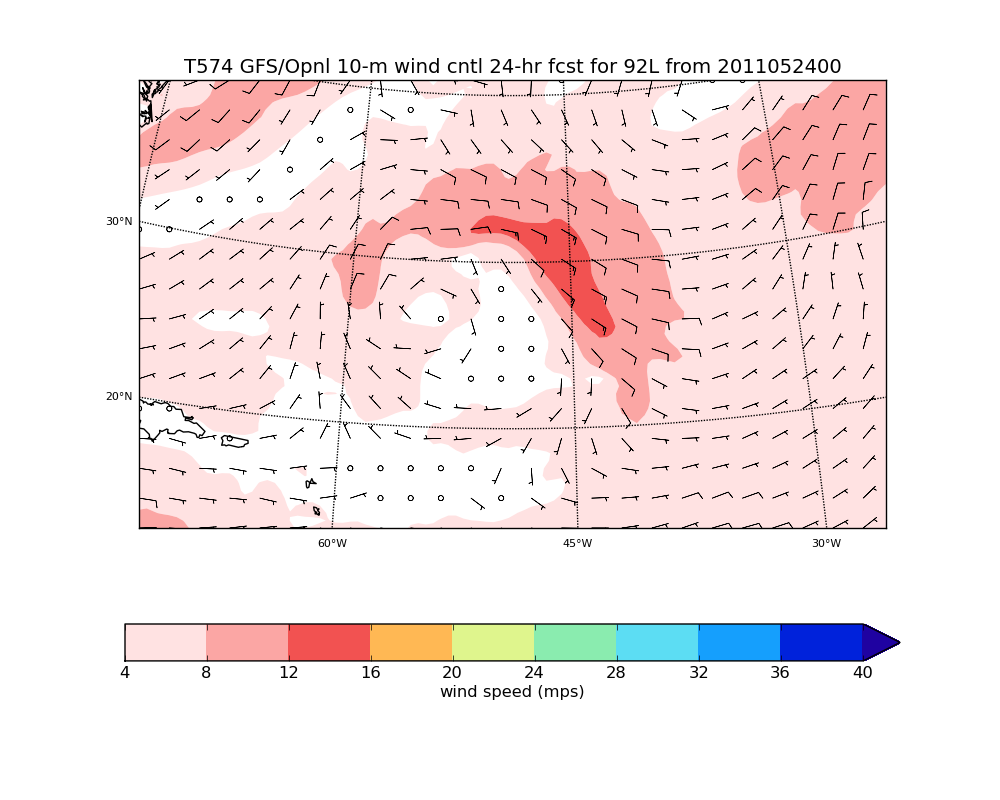 T574 GFS/Opnl 10-m wind cntl 24-hr fcst for 92L from 2011052400
30°N
20°N
60°W 45°W 30°W
4 8 12 16 20 24 28 32 36 40
wind speed (mps)